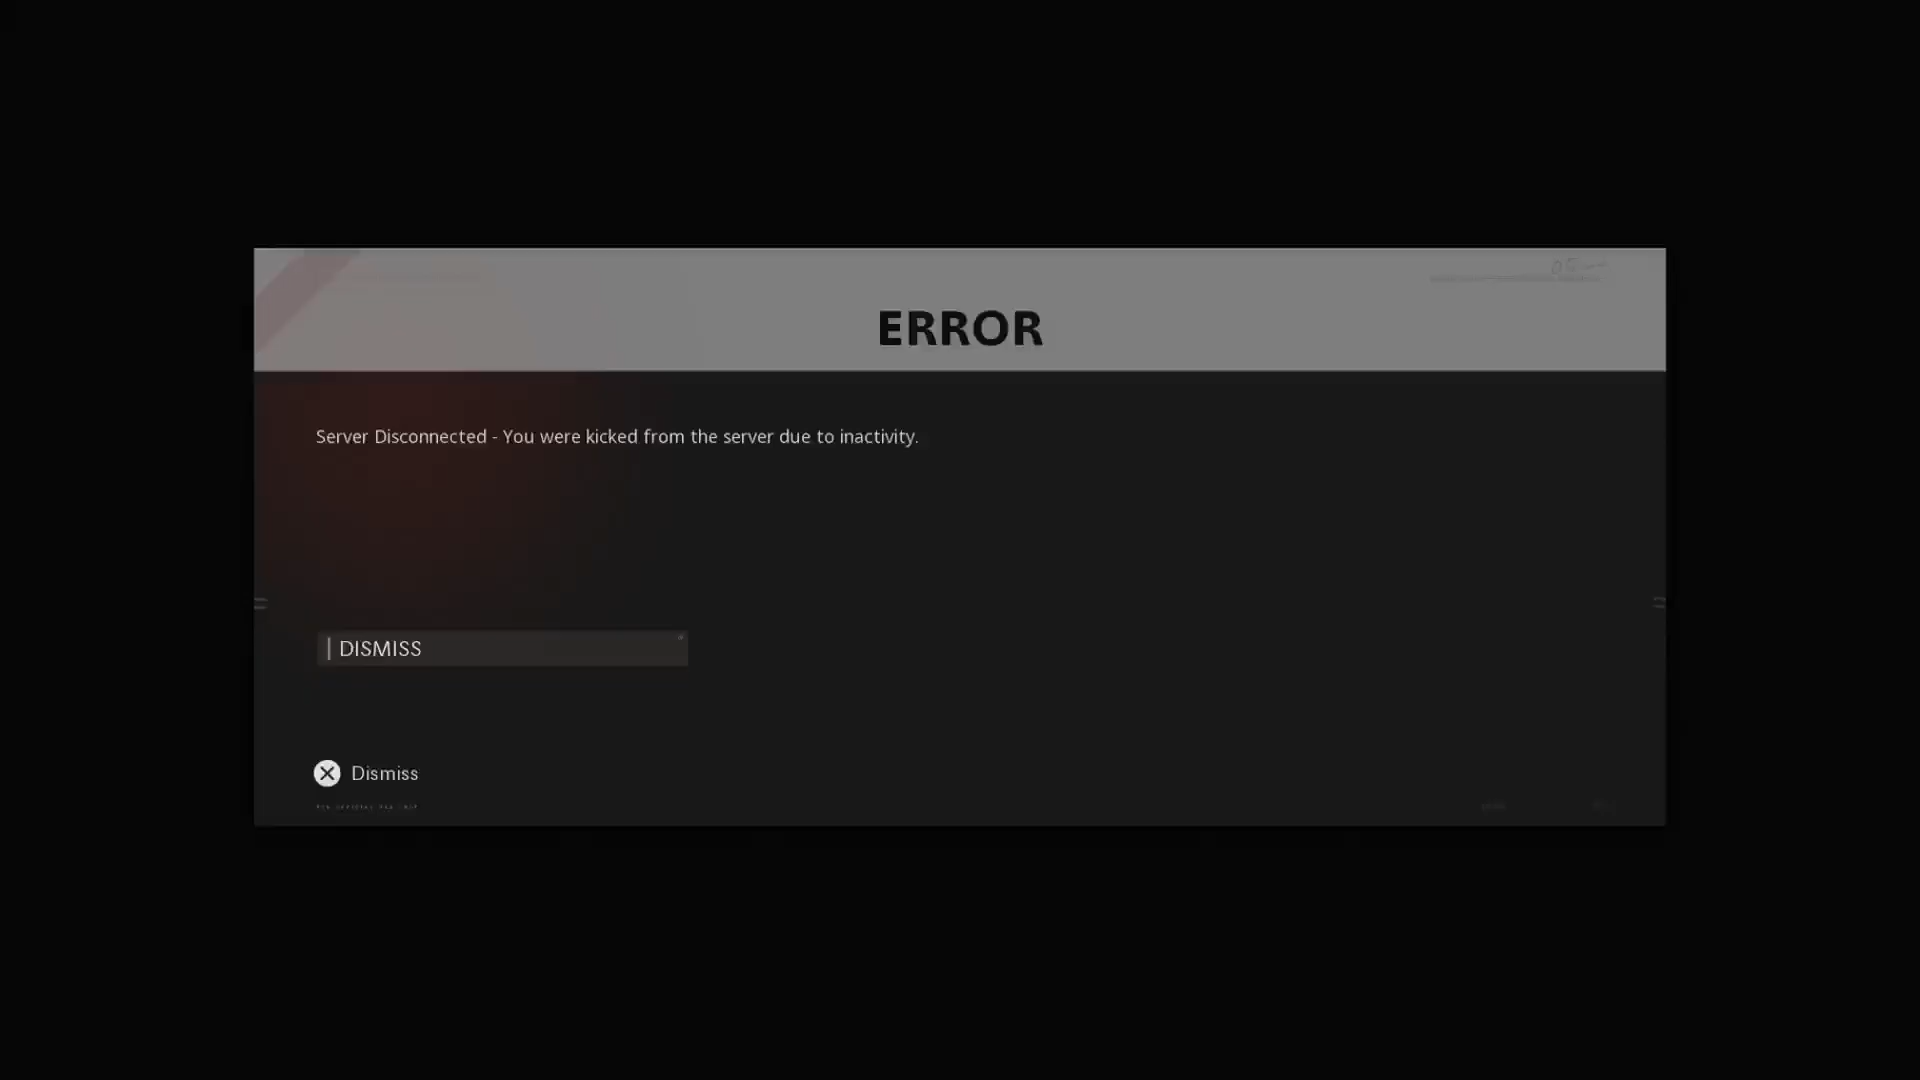 ERROR
Server Disconnected - You were kicked from the server due to inactivity.
DISMISS
Dismiss